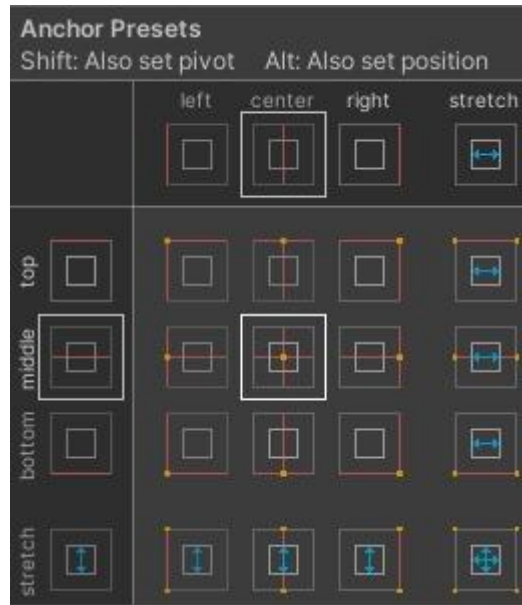 Anchor Presets
Shift: Also set pivot Alt: Also set position
left center right stretch
top
middle
bottom
stretch